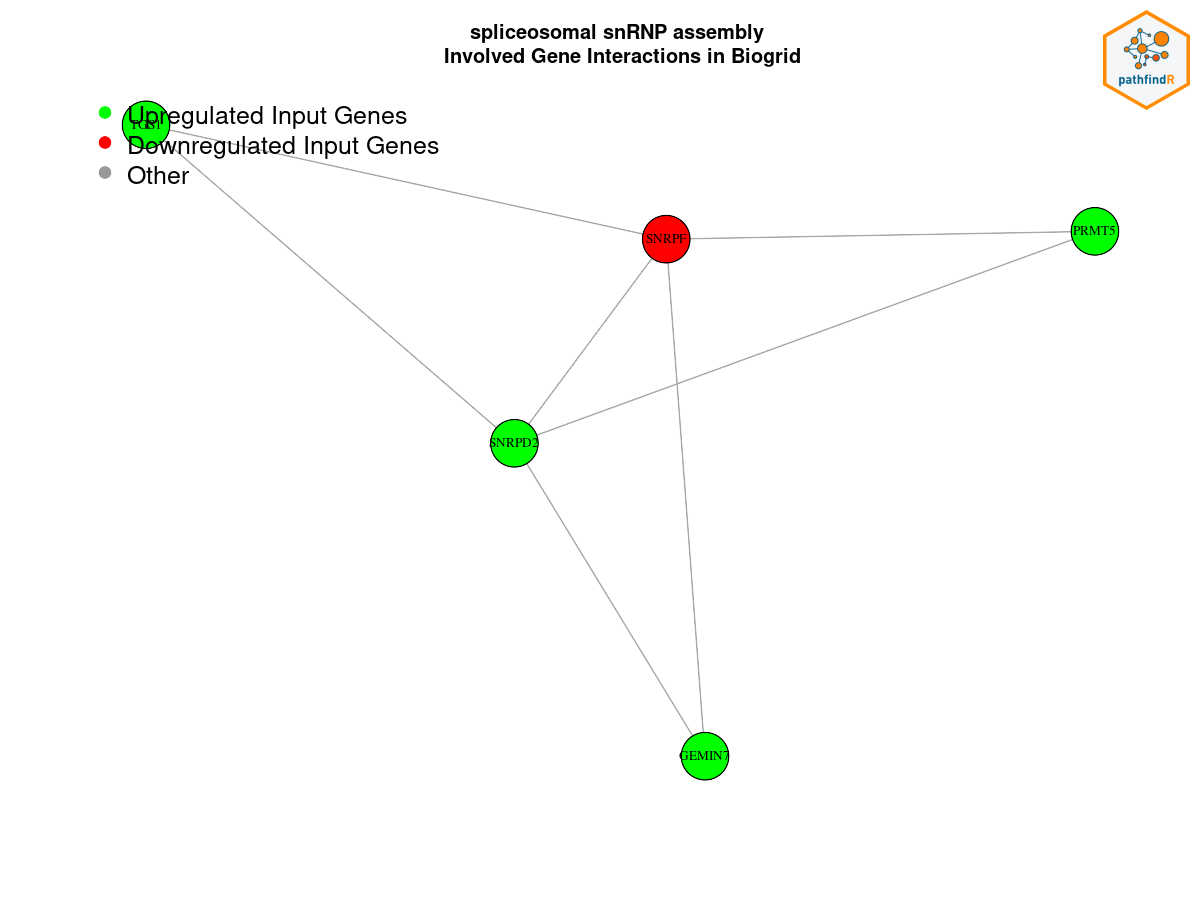 spliceosomal snRNP assembly
Involved Gene Interactions in Biogrid
pathfindR
Upregulated Input Genes
TGS1
Downregulated Input Genes
Other
SNRPF
PRMT5
SNRPD2
GEMIN7